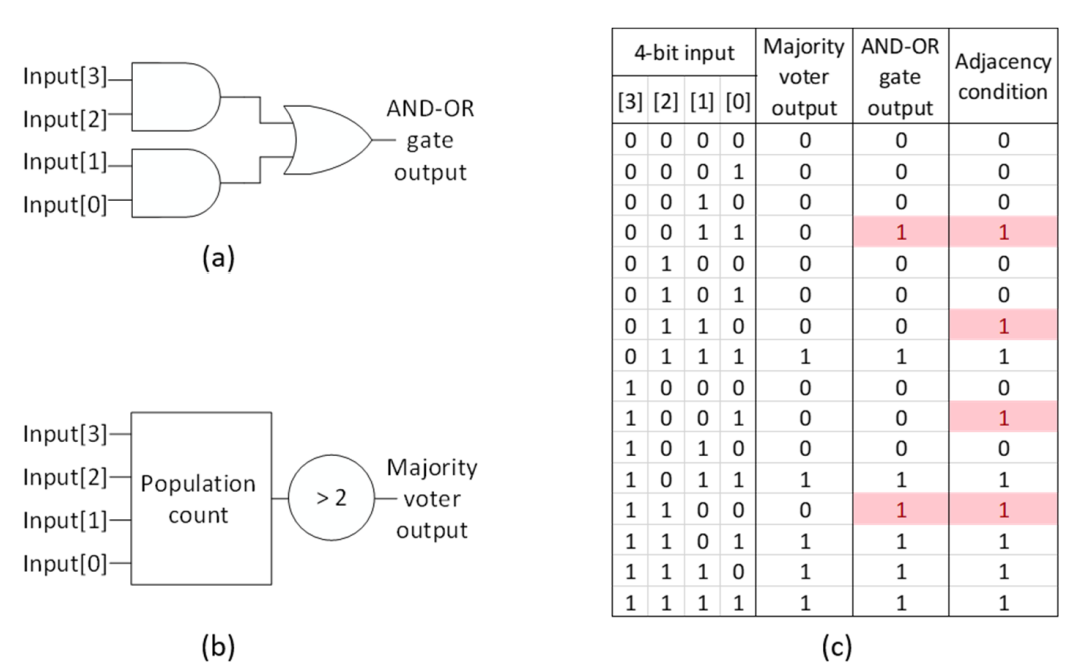 Input[3]
Input[2]
Input[1]
Input[0]
AND-OR
gate
output
(a)
Input[3]
Input[2]
Input[1]
Input[0]
Population
count
> 2
Majority
voter
output
(b)
4-bit input
[3] [2] [1] [0]
Majority
voter
output
AND-OR
gate
output
Adjacency
condition
0 0 0 0 0 0 0
0 0 0 1 0 0 0
0 0 1 0 0 0 0
0 0 1 1 0 1 1
0 1 0 0 0 0 0
0 1 0 1 0 0 0
0 1 1 0 0 0 1
0 1 1 1 1 1 1
1 0 0 0 0 0 0
1 0 0 1 0 0 1
1 0 1 0 0 0 0
1 0 1 1 1 1 1
1 1 0 0 0 1 1
1 1 0 1 1 1 1
1 1 1 0 1 1 1
1 1 1 1 1 1 1
(c)